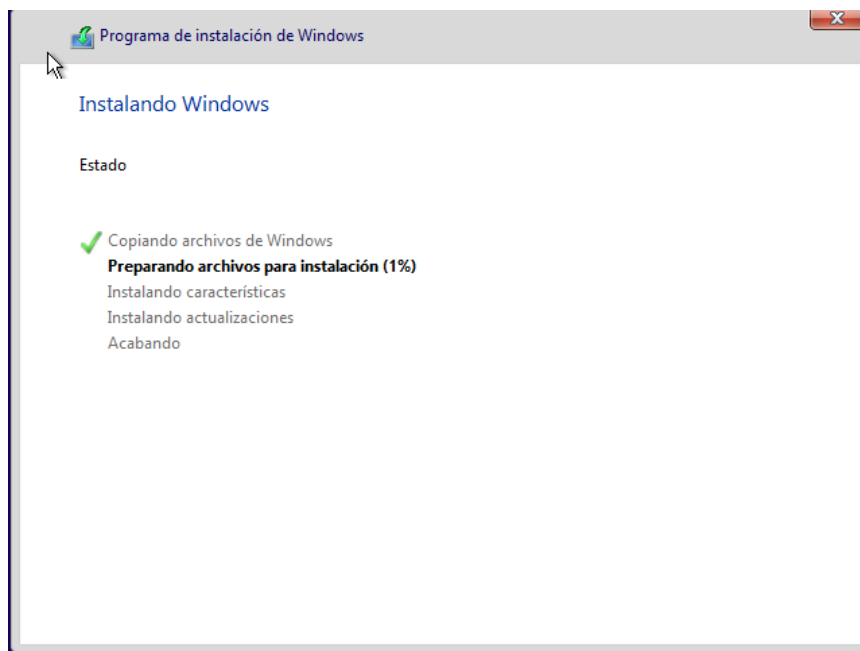 Programa de instalación de Windows
Instalando Windows
Estado
Copiando archivos de Windows
Preparando archivos para instalación (1%)
Instalando características
Instalando actualizaciones
Acabando